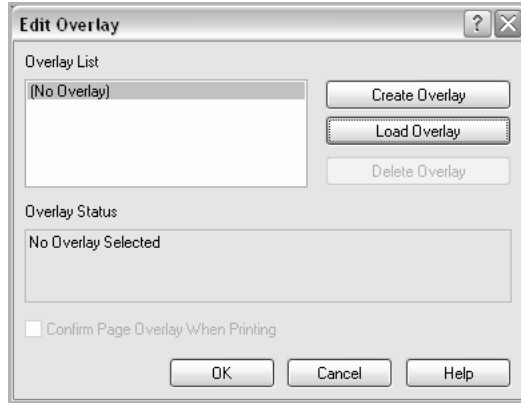 Edit Overlay
Overlay List
(No Overlay)
Create Overlay
Load Overlay
Delete Overlay
Overlay Status
No Overlay Selected
Confirm Page Overlay When Printing
OK
Cancel
Help